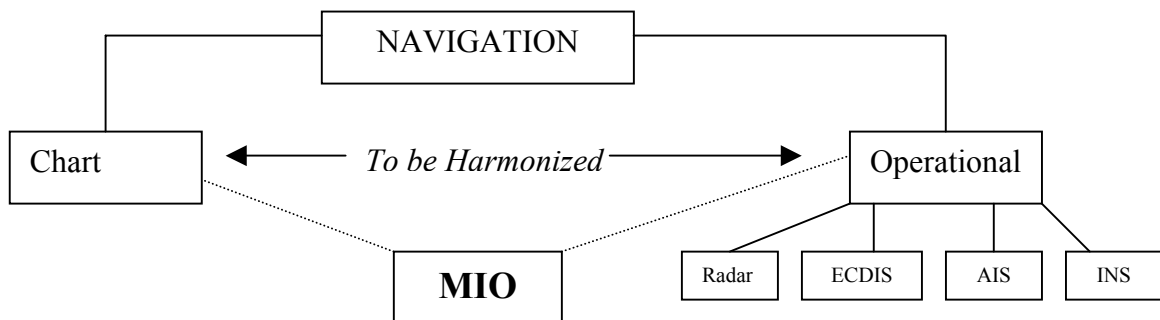 NAVIGATION
Chart
To be Harmonized
Operational
Radar
ECDIS
AIS
INS
MIO